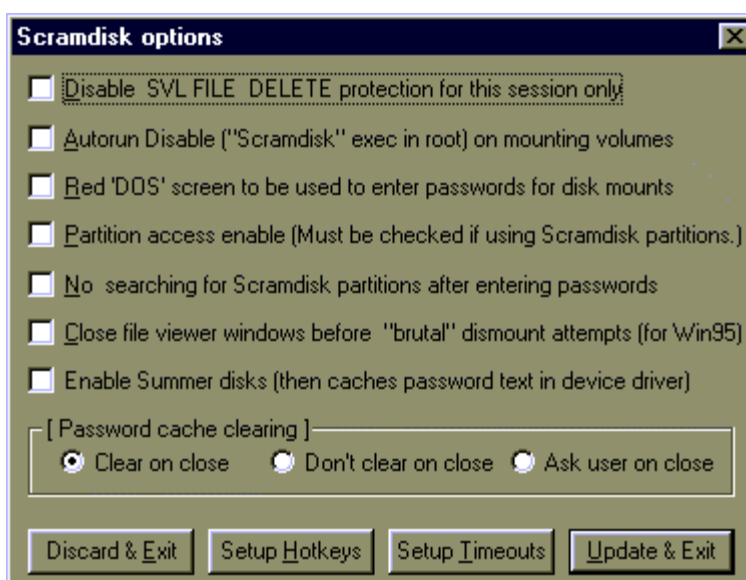 Scramdisk options
Disable SVL FILE DELETE protection for this session only
Autorun Disable ("Scramdisk" exec in root) on mounting volumes
Red 'DOS' screen to be used to enter passwords for disk mounts
Partition access enable (Must be checked if using Scramdisk partitions.)
No searching for Scramdisk partitions after entering passwords
Close file viewer windows before "brutal" dismount attempts (for Win95)
Enable Summer disks (then caches password text in device driver)
[ Password cache clearing ]
Clear on close Don't clear on close Ask user on close
Discard & Exit Setup Hotkeys Setup Timeouts Update & Exit